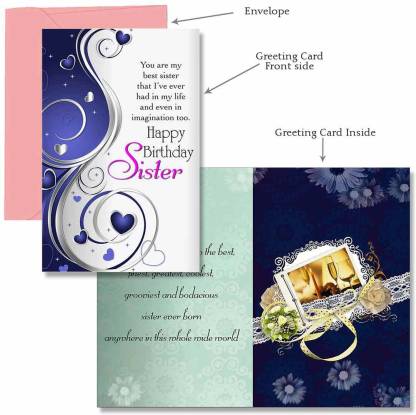 Envelope
Greeting Card
Front side
Greeting Card Inside
You are my
best sister
that I've ever
had in my life
and even in
imagination too.
Happy
Birthday
Sister
the best,
finest, greatest, coolest,
grooviest and bodacious
sister ever born
anywhere in this whole wide world